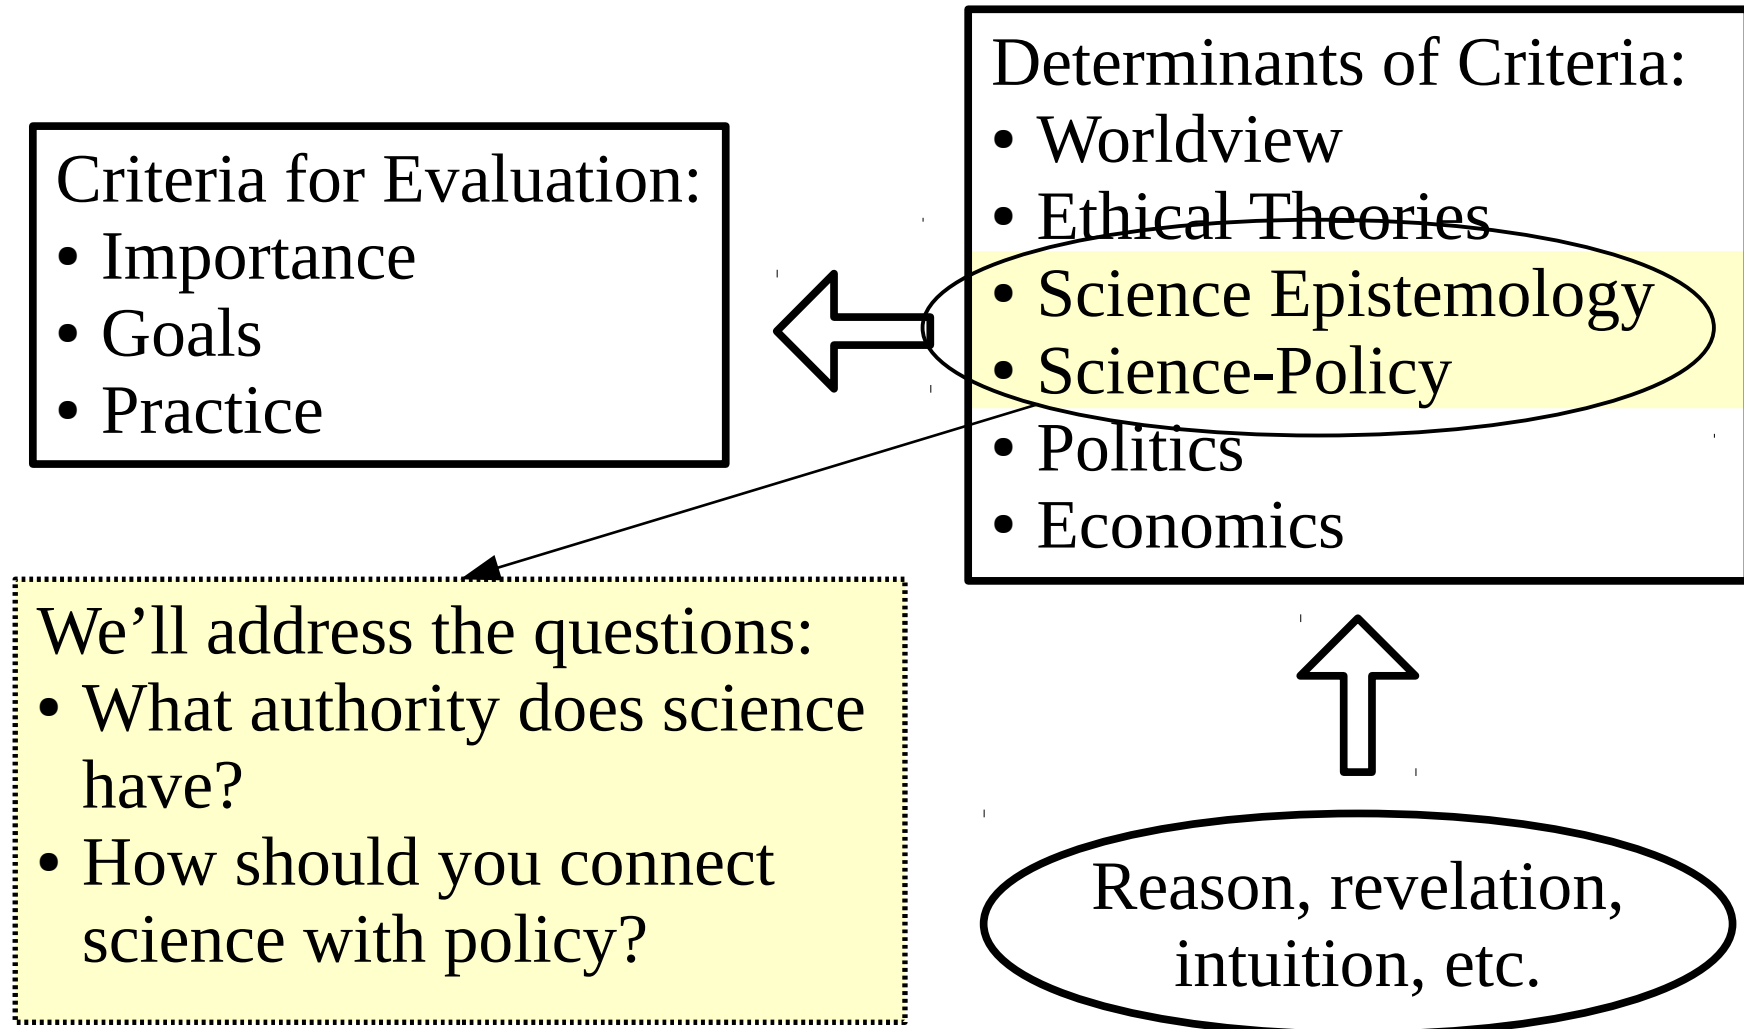 Determinants of Criteria:
• Worldview
• Ethical Theories
• Science Epistemology
• Science-Policy
• Politics
• Economics
Criteria for Evaluation:
• Importance
• Goals
• Practice
We’ll address the questions:
• What authority does science
have?
• How should you connect
science with policy?
Reason, revelation,
intuition, etc.